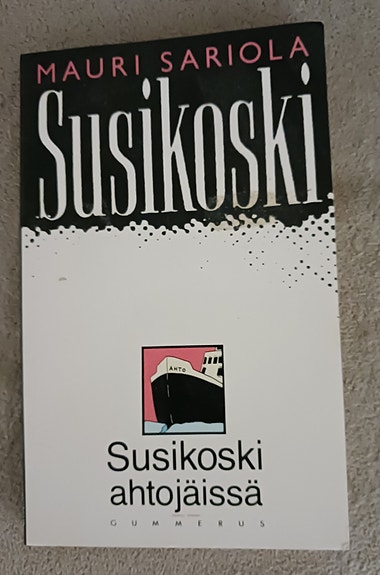 MAURI SARIOLA
Susikoski
AHTO
Susikoski
ahtojäissä
GUMMERUS